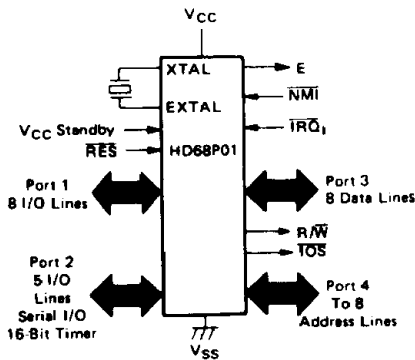 VCC
XTAL
EXTAL
VCC Standby
RES
HD68P01
E
NMI
IRQ1
Port 1
8 I/O Lines
Port 3
8 Data Lines
R/W
IOS
Port 2
5 I/O
Lines
Serial I/O
16-Bit Timer
Port 4
To 8
Address Lines
VSS